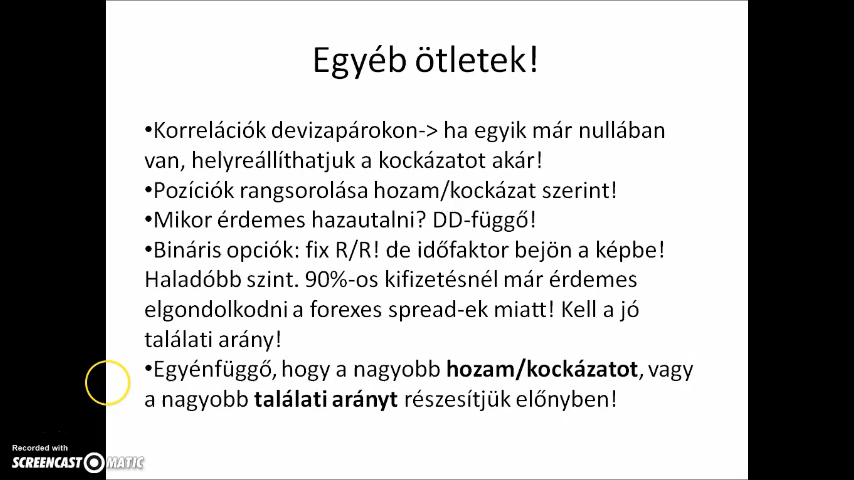 Egyéb ötletek!
•Korrelációk devizapárokon-> ha egyik már nullában
van, helyreállíthatjuk a kockázatot akár!
•Pozíciók rangsorolása hozam/kockázat szerint!
•Mikor érdemes hazautalni? DD-függő!
•Bináris opciók: fix R/R! de időfaktor bejön a képbe!
Haladóbb szint. 90%-os kifizetésnél már érdemes
elgondolkodni a forexes spread-ek miatt! Kell a jó
találati arány!
•Egyénfüggő, hogy a nagyobb hozam/kockázatot, vagy
a nagyobb találati arányt részesítjük előnyben!
Recorded with
SCREENCAST MATIC